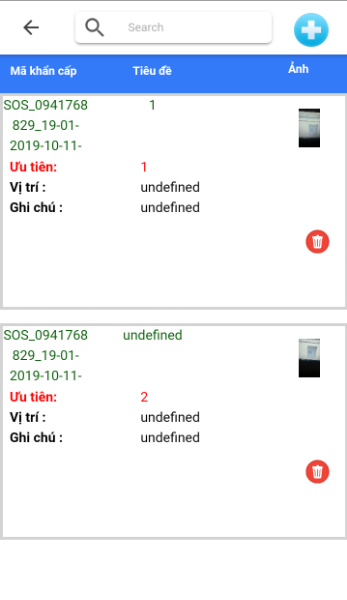 Search
Mã khẩn cấp Tiêu đề Ảnh
SOS_0941768 1
829_19-01-
2019-10-11-
Ưu tiên: 1
Vị trí : undefined
Ghi chú : undefined
SOS_0941768 undefined
829_19-01-
2019-10-11-
Ưu tiên: 2
Vị trí : undefined
Ghi chú : undefined